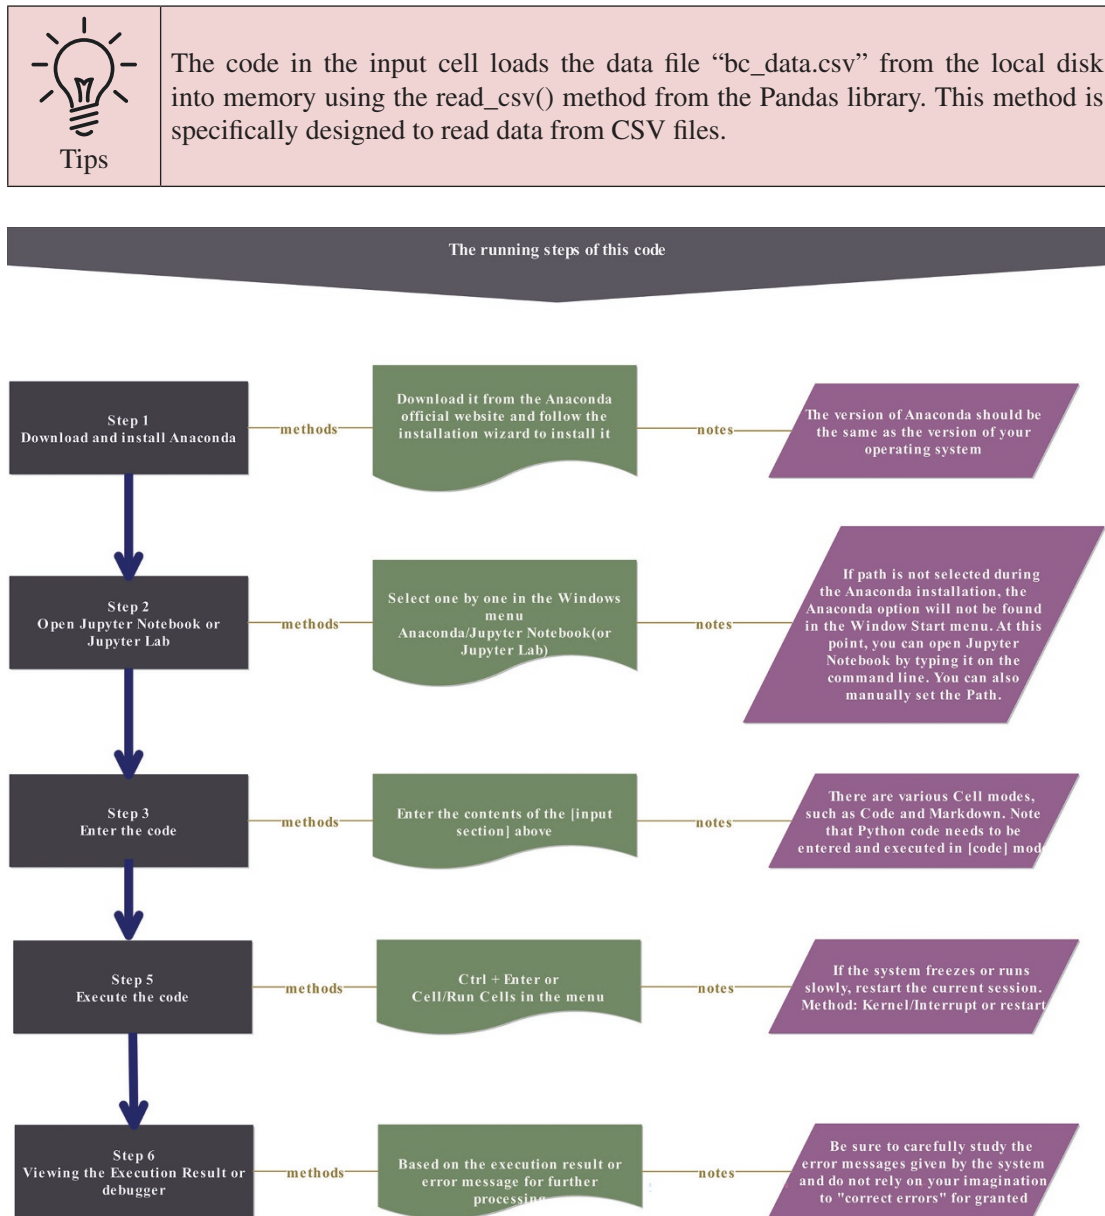 Tips
The code in the input cell loads the data file “bc_data.csv” from the local disk
into memory using the read_csv() method from the Pandas library. This method is
specifically designed to read data from CSV files.
The running steps of this code
Step 1
Download and install Anaconda
methods
Download it from the Anaconda
official website and follow the
installation wizard to install it
notes
The version of Anaconda should be
the same as the version of your
operating system
Step 2
Open Jupyter Notebook or
Jupyter Lab
methods
Select one by one in the Windows
menu
Anaconda/Jupyter Notebook(or
Jupyter Lab)
notes
If path is not selected during
the Anaconda installation, the
Anaconda option will not be found
in the Window Start menu. At this
point, you can open Jupyter
Notebook by typing it on the
command line. You can also
manually set the Path.
Step 3
Enter the code
methods
Enter the contents of the [input
section] above
notes
There are various Cell modes,
such as Code and Markdown. Note
that Python code needs to be
entered and executed in [code] mod
Step 5
Execute the code
methods
Ctrl + Enter or
Cell/Run Cells in the menu
notes
If the system freezes or runs
slowly, restart the current session.
Method: Kernel/Interrupt or restart
Step 6
Viewing the Execution Result or
debugger
methods
Based on the execution result or
error message for further
processing
notes
Be sure to carefully study the
error messages given by the system
and do not rely on your imagination
to "correct errors" for granted